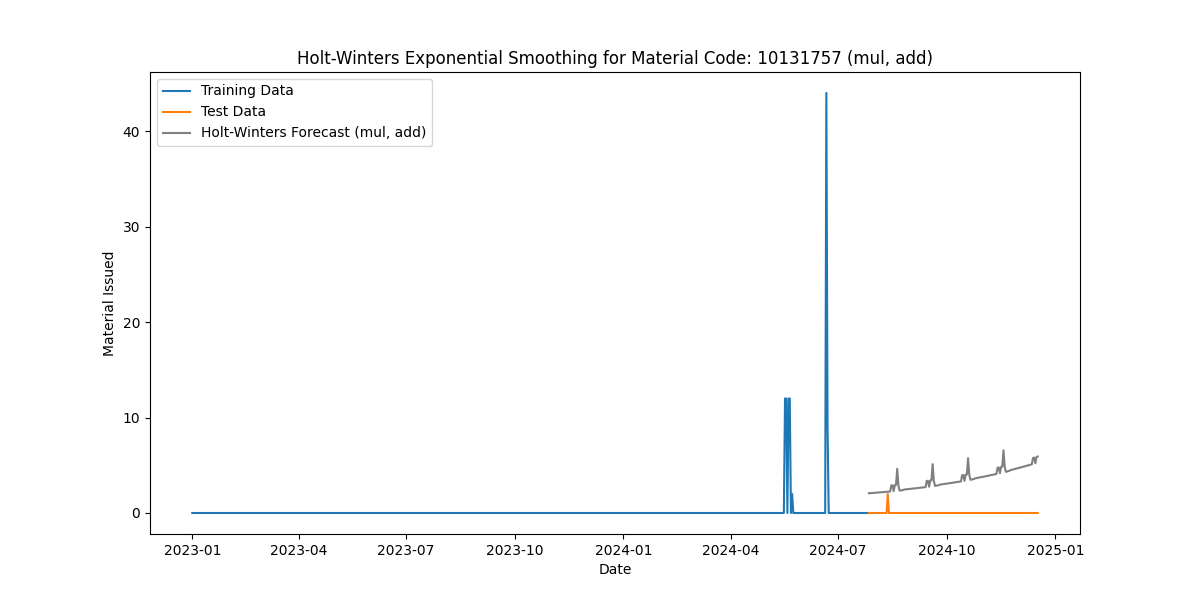 Holt-Winters Exponential Smoothing for Material Code: 10131757 (mul, add)
Training Data
Test Data
Holt-Winters Forecast (mul, add)
Material Issued
40
30
20
10
0
2023-01
2023-04
2023-07
2023-10
2024-01
2024-04
2024-07
2024-10
2025-01
Date